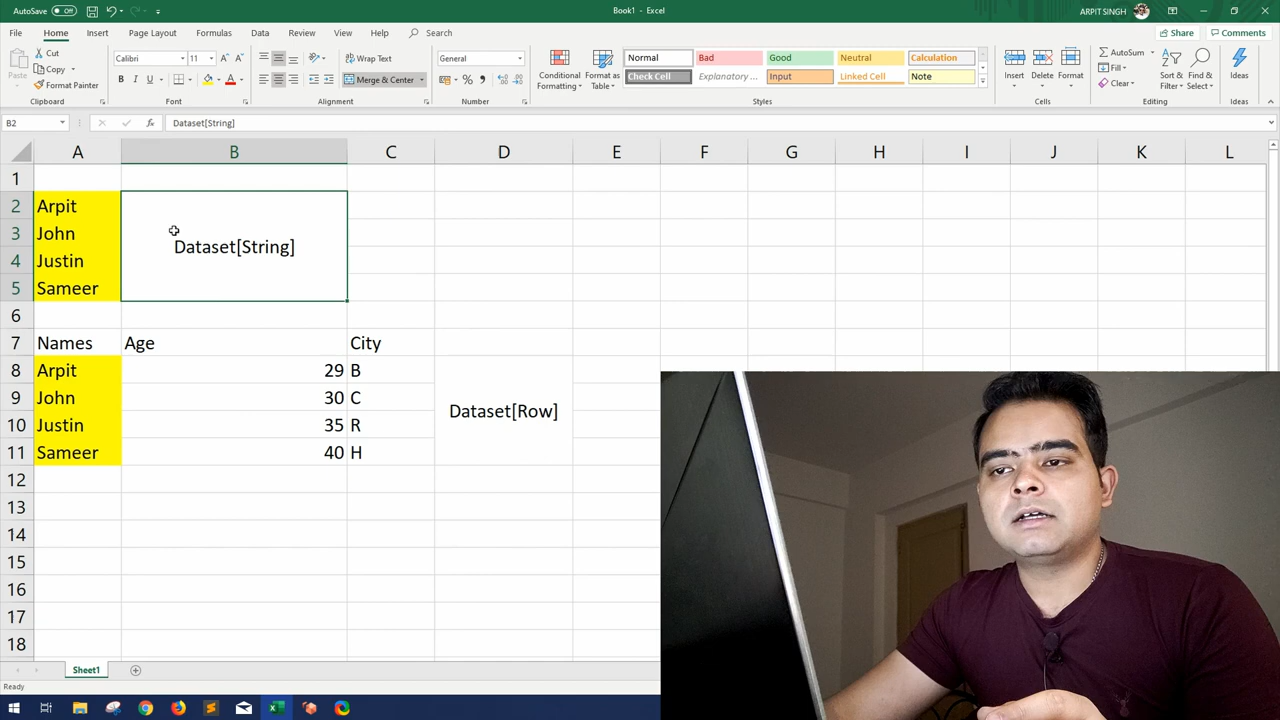 AutoSave Off Book1 - Excel ARPIT SINGH
File Home Insert Page Layout Formulas Data Review View Help Search Share Comments
Paste Cut Copy Format Painter Clipboard
Calibri 11 B I U A Font
Wrap Text Merge & Center Alignment
General % Number
Conditional Formatting Format as Table Normal Bad Good Neutral Calculation
Check Cell Explanatory ... Input Linked Cell Note Styles
Insert Delete Format Cells
AutoSum Fill Clear Sort & Filter Find & Select Editing
Ideas Ideas
B2 fx Dataset[String]
A B C D E F G H I J K L
1
2 Arpit
3 John
Dataset[String]
4 Justin
5 Sameer
6
7 Names Age City
8 Arpit 29 B
9 John 30 C
Dataset[Row]
10 Justin 35 R
11 Sameer 40 H
12
13
14
15
16
17
18
Sheet1
Ready